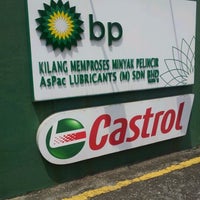 bp
KILANG MEMPROSES MINYAK PELINCIR
AsPac LUBRICANTS (M) SDN BHD
Castrol